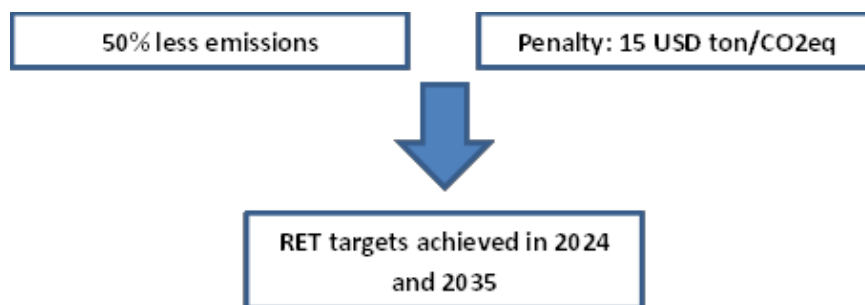 50% less emissions
Penalty: 15 USD ton/CO2eq
RET targets achieved in 2024
and 2035